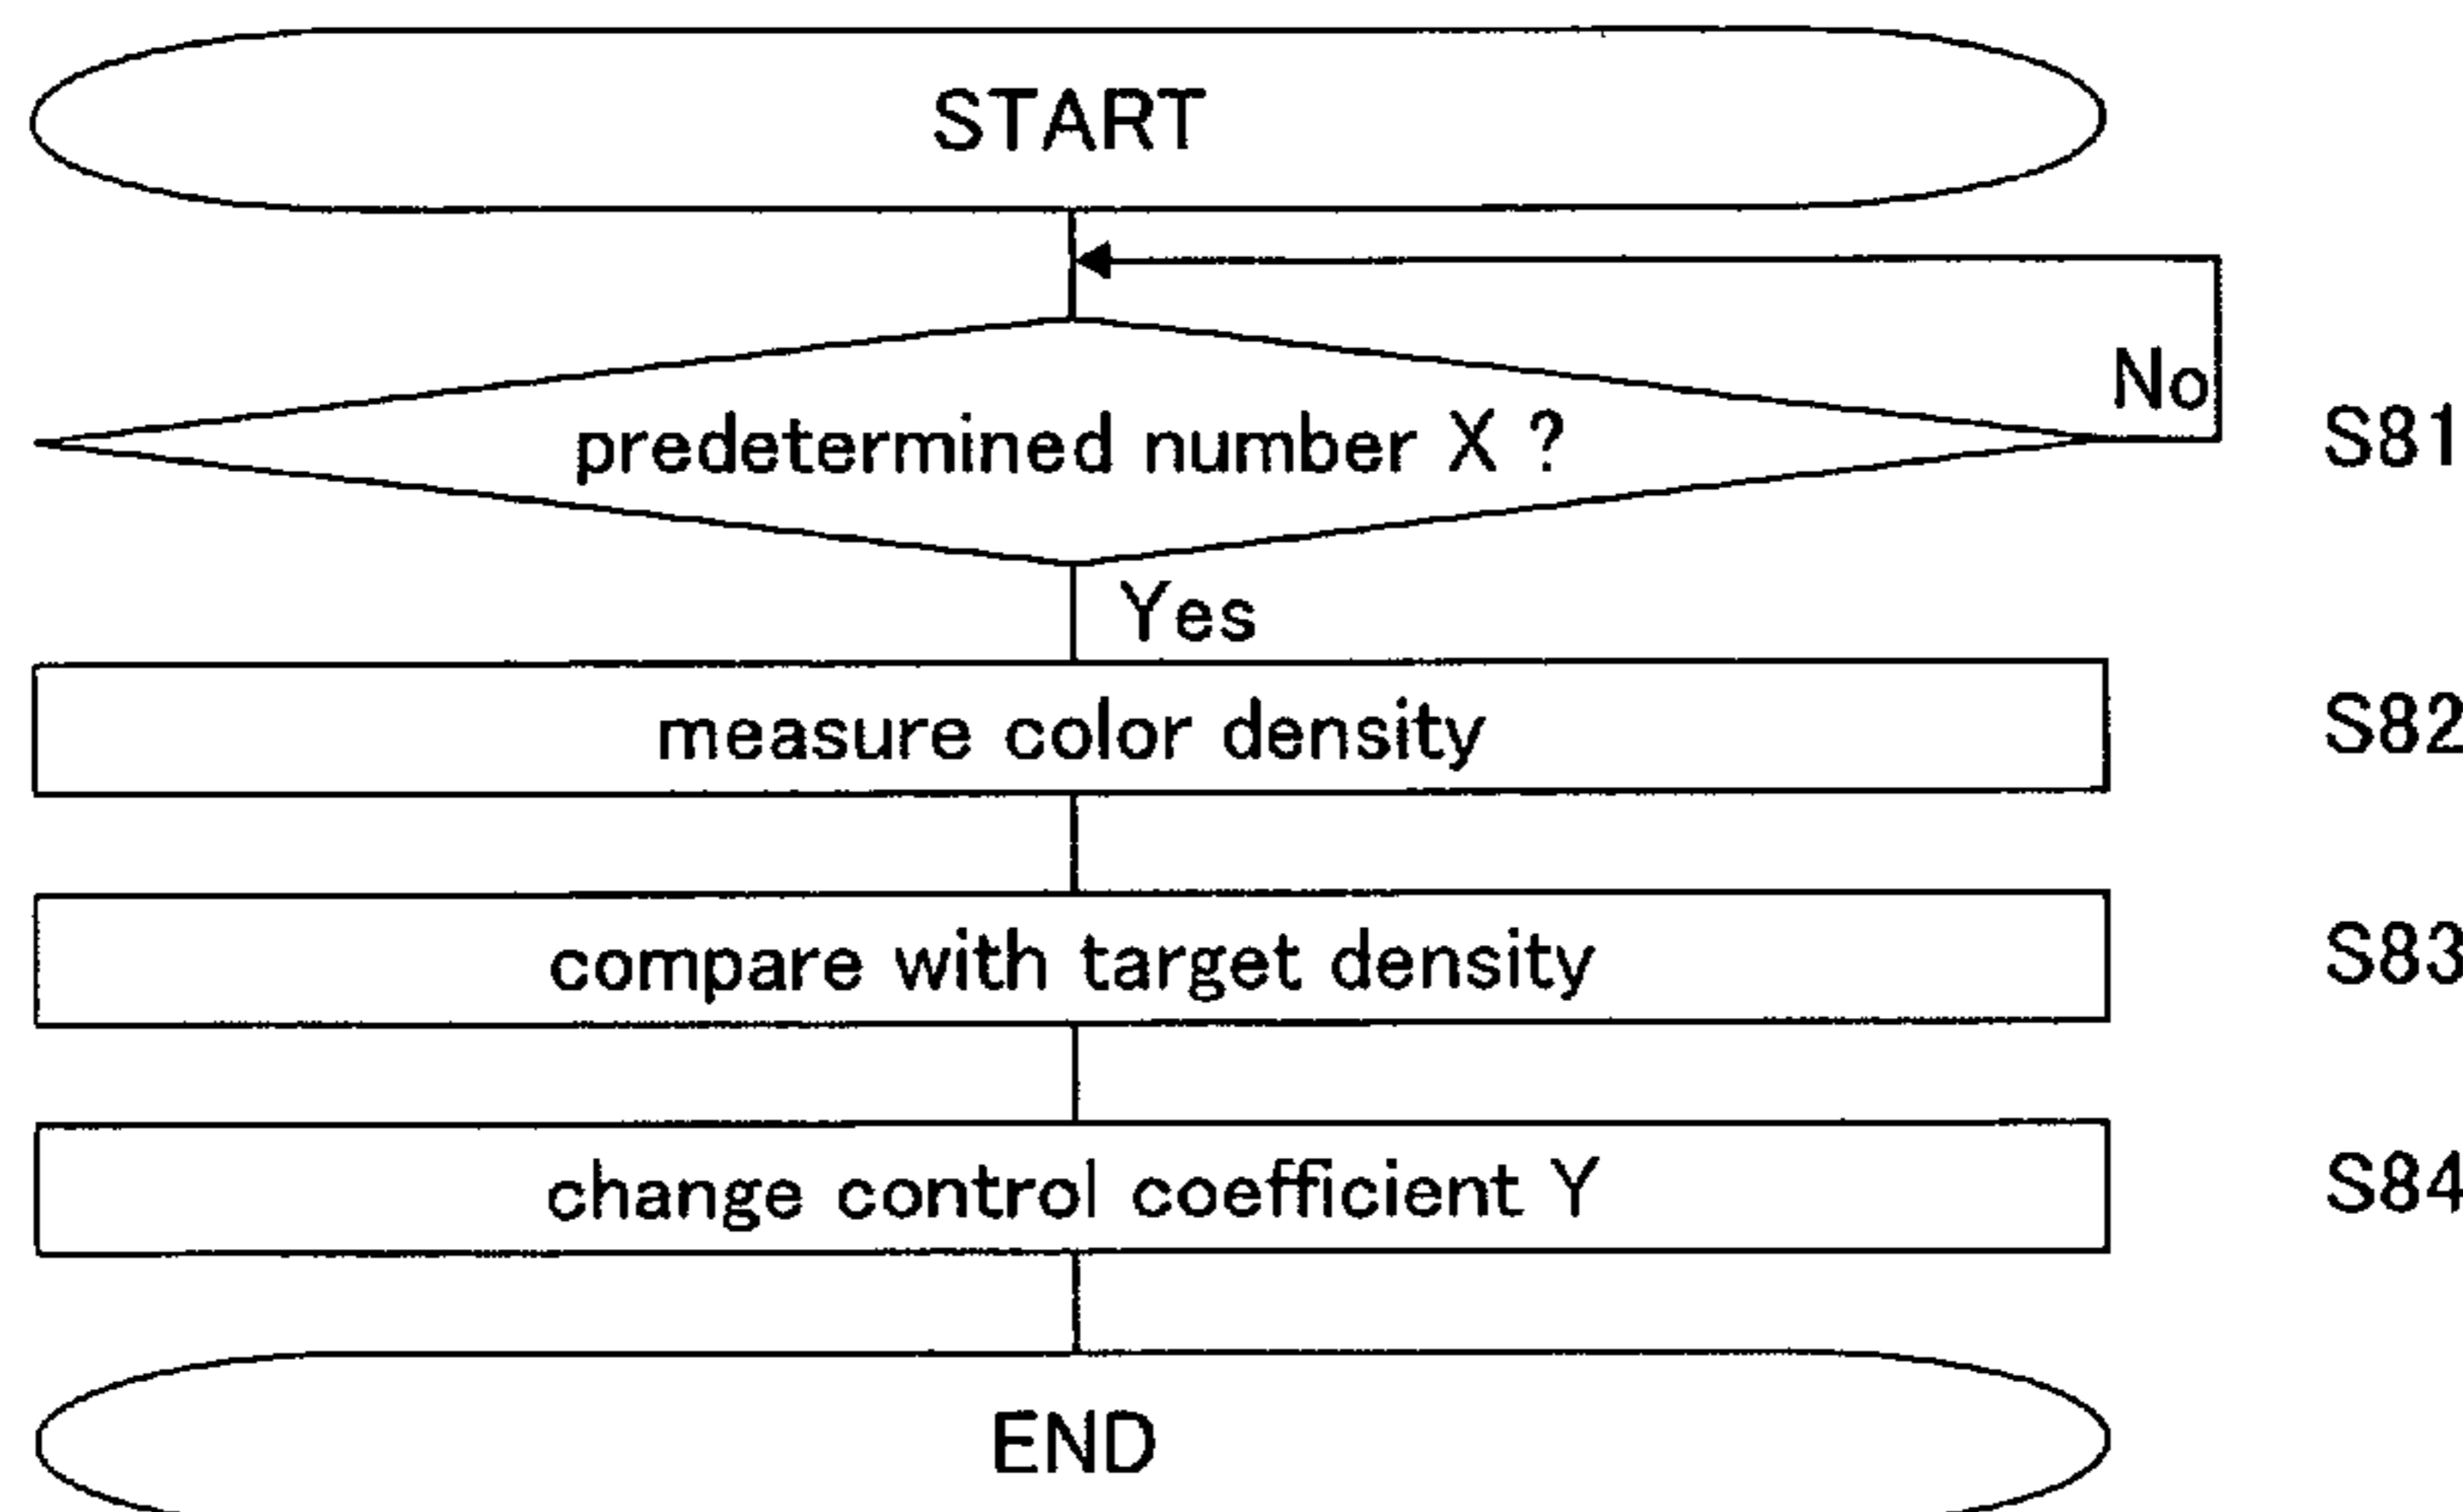 START
No
predetermined number X ?
S81
Yes
measure color density
S82
compare with target density
S83
change control coefficient Y
S84
END